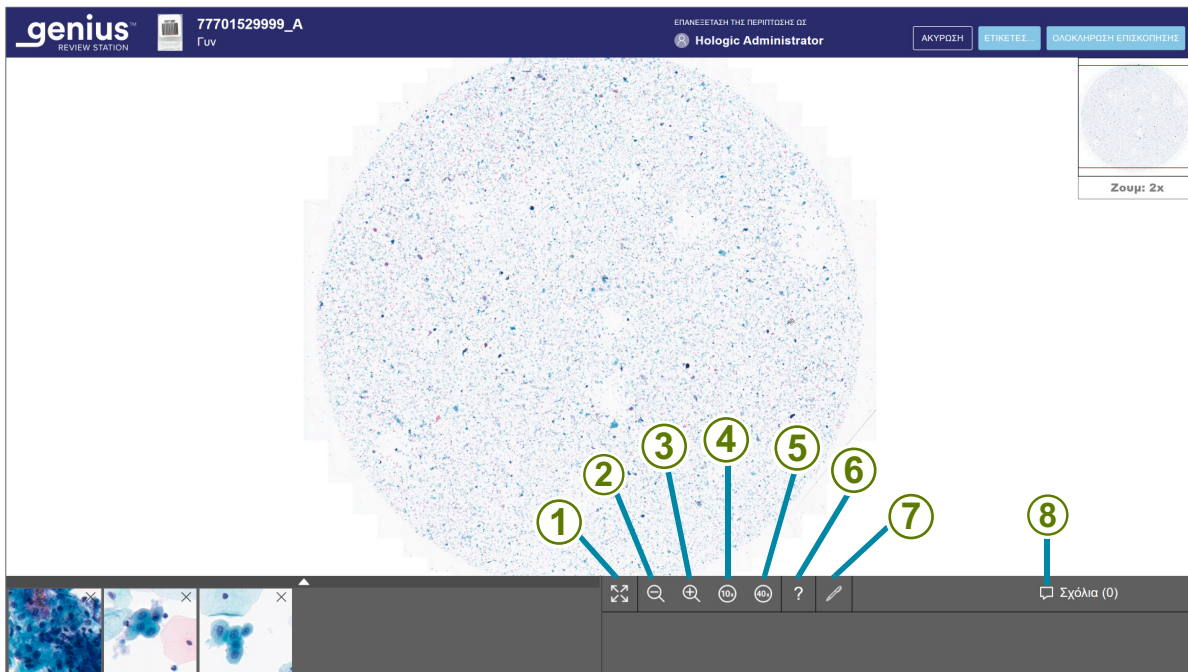 genius™
REVIEW STATION
77701529999_A
Γυν
ΕΠΑΝΕΞΕΤΑΣΗ ΤΗΣ ΠΕΡΙΠΤΩΣΗΣ ΩΣ
Hologic Administrator
ΑΚΥΡΩΣΗ
ΕΤΙΚΕΤΕΣ...
ΟΛΟΚΛΗΡΩΣΗ ΕΠΙΣΚΟΠΗΣΗΣ
Ζουμ: 2x
1
2
3
4
5
6
7
8
10x
40x
?
Σχόλια (0)